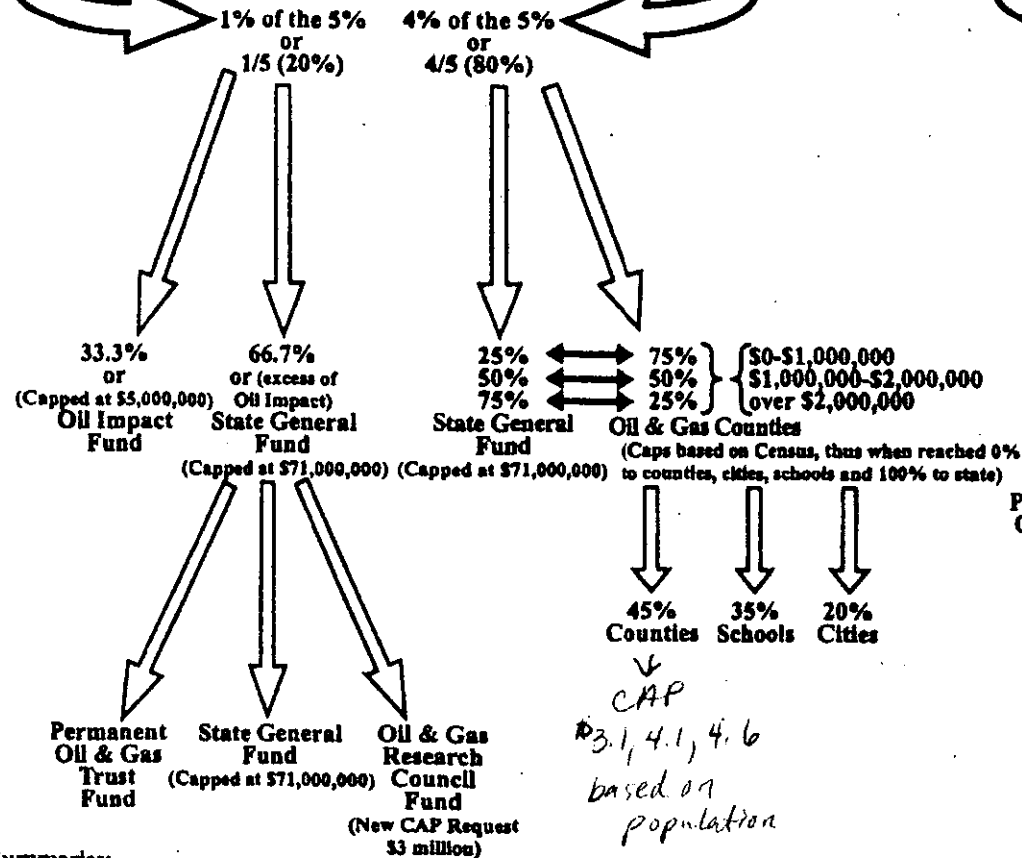 1% of the 5%
or
1/5 (20%)
4% of the 5%
or
4/5 (80%)
33.3%
or
(Capped at $5,000,000)
Oil Impact
Fund
66.7%
or (excess of
Oil Impact)
State General
Fund
(Capped at $71,000,000)
25%
50%
75%
State General
Fund
(Capped at $71,000,000)
75%
50%
25%
$0-$1,000,000
$1,000,000-$2,000,000
over $2,000,000
Oil & Gas Counties
(Caps based on Census, thus when reached 0%
to counties, cities, schools and 100% to state)
45%
Counties
35%
Schools
20%
Cities
CAP
$3.1, 4.1, 4.6
based on
population
Permanent
Oil & Gas
Trust
Fund
State General
Fund
(Capped at $71,000,000)
Oil & Gas
Research
Council
Fund
(New CAP Request
$3 million)